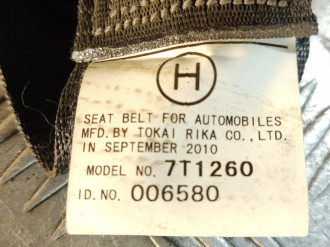 H
SEAT BELT FOR AUTOMOBILES
MFD. BY TOKAI RIKA CO., LTD.
IN SEPTEMBER 2010
MODEL NO. 7T1260
ID. NO. 006580